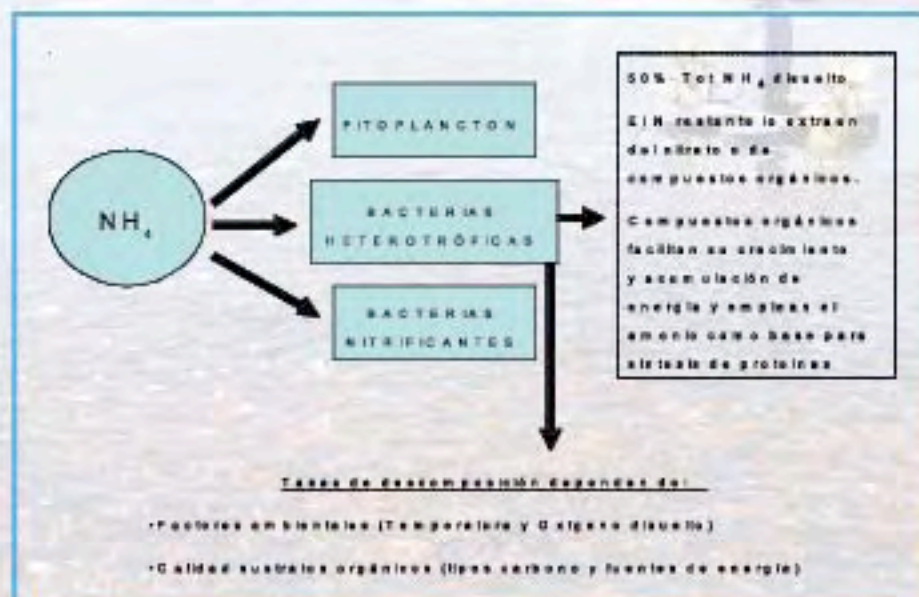 NH4
FITOPLANCTON
BACTERIAS
HETEROTRÓFICAS
BACTERIAS
NITRIFICANTES
50% Tot NH4 disuelto
El N restante lo extraen
del nitrato o de
compuestos orgánicos.
Compuestos orgánicos
facilitan su crecimiento
y acumulación de
energía y emplean el
amonio como base para
síntesis de proteínas
Tasas de descomposición dependen de:
•Factores ambientales (Temperatura y Oxígeno disuelto)
•Calidad sustratos orgánicos (tipos carbono y fuentes de energía)